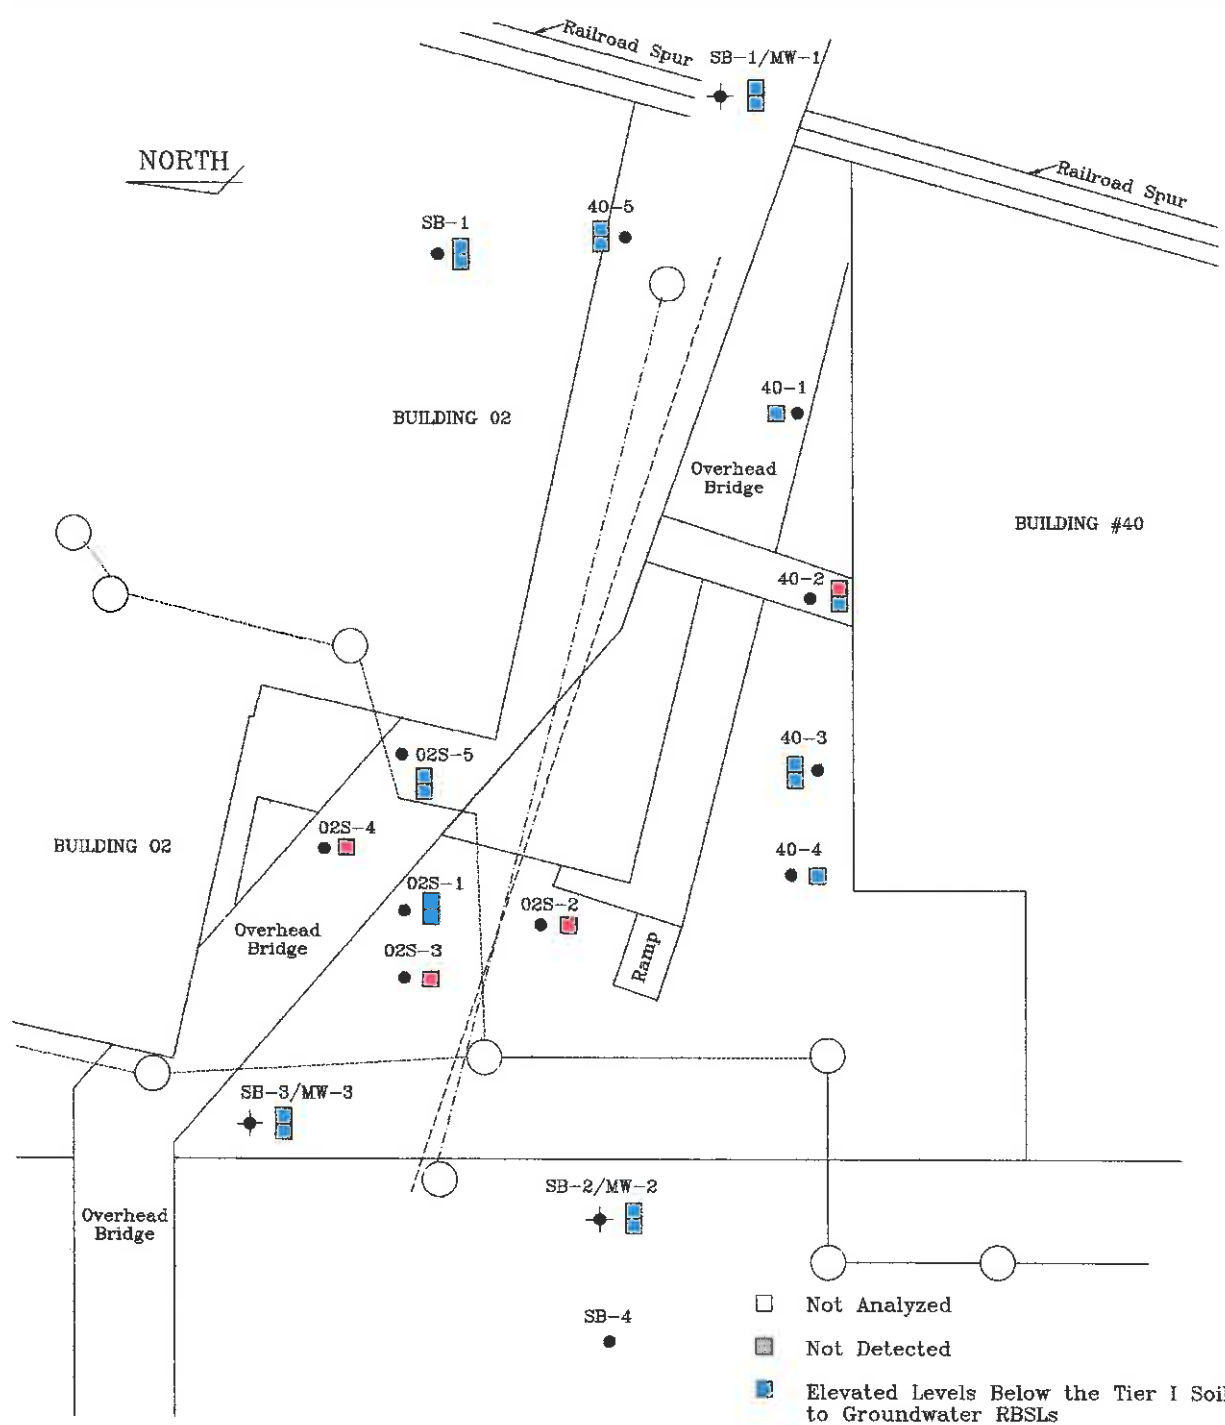 Railroad Spur
SB-1/MW-1
NORTH
Railroad Spur
40-5
SB-1
40-1
BUILDING 02
Overhead
Bridge
BUILDING #40
40-2
40-3
02S-5
02S-4
BUILDING 02
40-4
02S-1
02S-2
Overhead
Bridge
02S-3
Ramp
SB-3/MW-3
SB-2/MW-2
Overhead
Bridge
Not Analyzed
SB-4
Not Detected
Elevated Levels Below the Tier I Soil
to Groundwater RBSLs